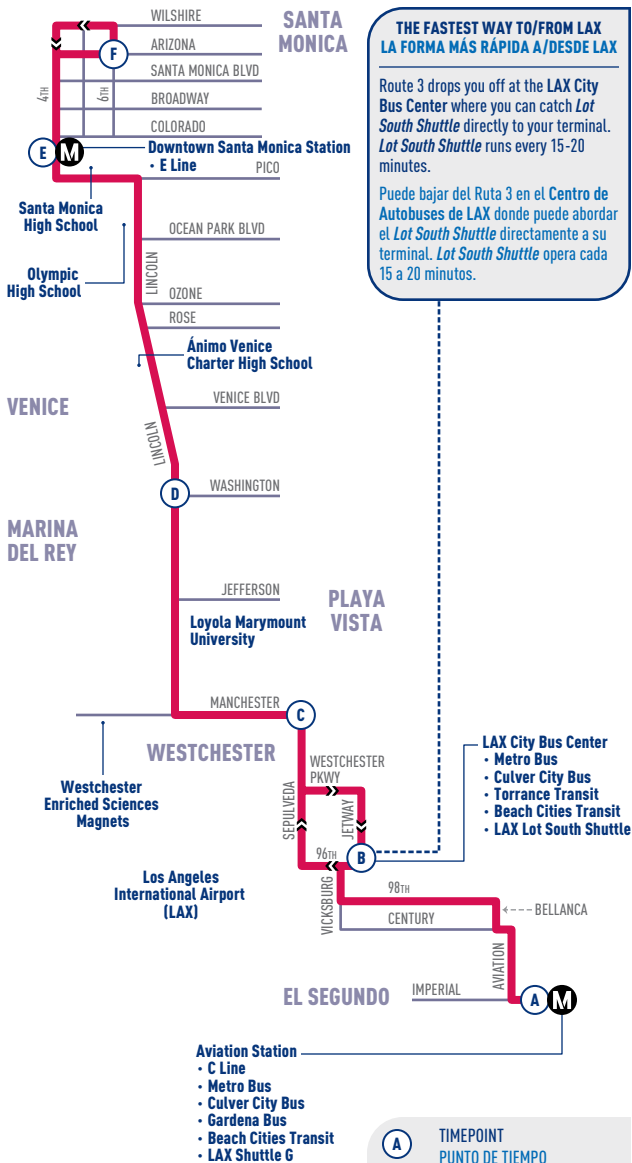 WILSHIRE
SANTA
MONICA
ARIZONA
F
SANTA MONICA BLVD
4TH
6TH
BROADWAY
COLORADO
E
M
Downtown Santa Monica Station
• E Line
PICO
Santa Monica
High School
OCEAN PARK BLVD
LINCOLN
Olympic
High School
OZONE
ROSE
Ánimo Venice
Charter High School
VENICE
VENICE BLVD
LINCOLN
D
WASHINGTON
MARINA
DEL REY
JEFFERSON
PLAYA
VISTA
Loyola Marymount
University
MANCHESTER
C
WESTCHESTER
Westchester
Enriched Sciences
Magnets
WESTCHESTER
PKWY
SEPULVEDA
JETWAY
96TH
B
Los Angeles
International Airport
(LAX)
VICKSBURG
98TH
CENTURY
BELLANCA
AVIATION
EL SEGUNDO
IMPERIAL
A
M
Aviation Station
• C Line
• Metro Bus
• Culver City Bus
• Gardena Bus
• Beach Cities Transit
• LAX Shuttle G
THE FASTEST WAY TO/FROM LAX
LA FORMA MÁS RÁPIDA A/DESDE LAX
Route 3 drops you off at the LAX City
Bus Center where you can catch Lot
South Shuttle directly to your terminal.
Lot South Shuttle runs every 15-20
minutes.
Puede bajar del Ruta 3 en el Centro de
Autobuses de LAX donde puede abordar
el Lot South Shuttle directamente a su
terminal. Lot South Shuttle opera cada
15 a 20 minutos.
LAX City Bus Center
• Metro Bus
• Culver City Bus
• Torrance Transit
• Beach Cities Transit
• LAX Lot South Shuttle
A
TIMEPOINT
PUNTO DE TIEMPO